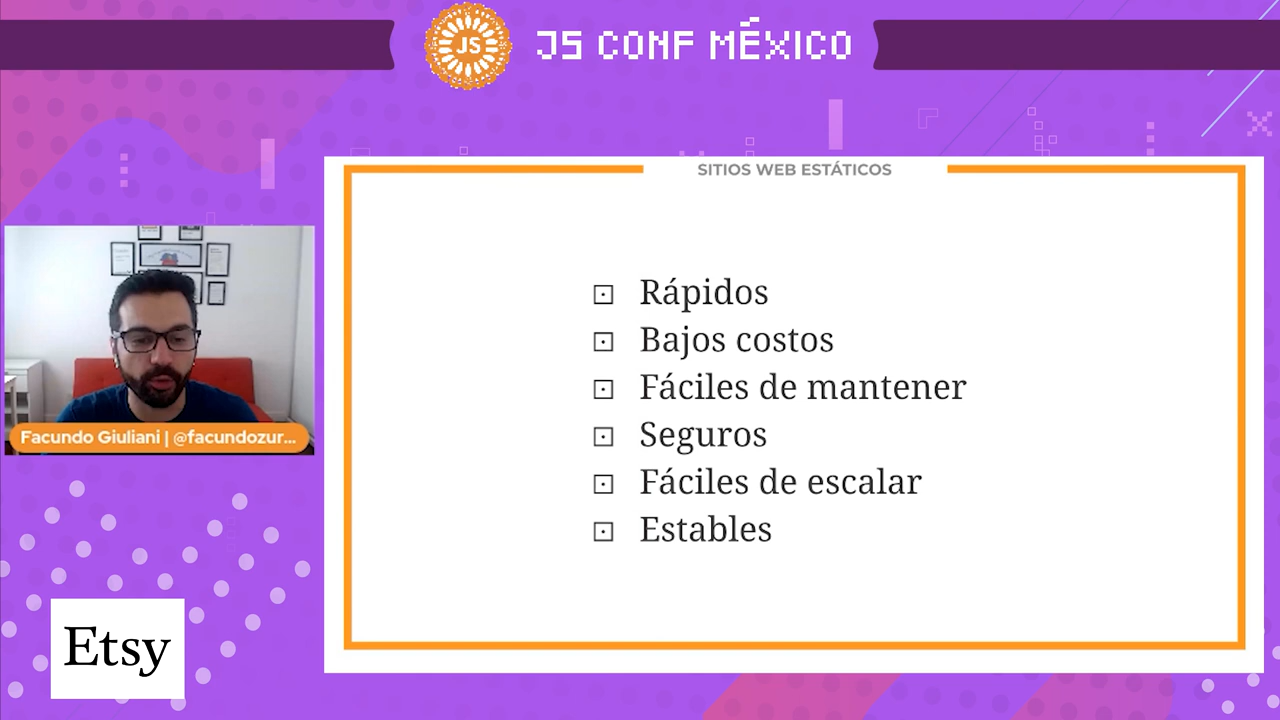 JS
JS CONF MÉXICO
SITIOS WEB ESTÁTICOS
Rápidos
Bajos costos
Fáciles de mantener
Seguros
Fáciles de escalar
Estables
Facundo Giuliani | @facundozur...
Etsy